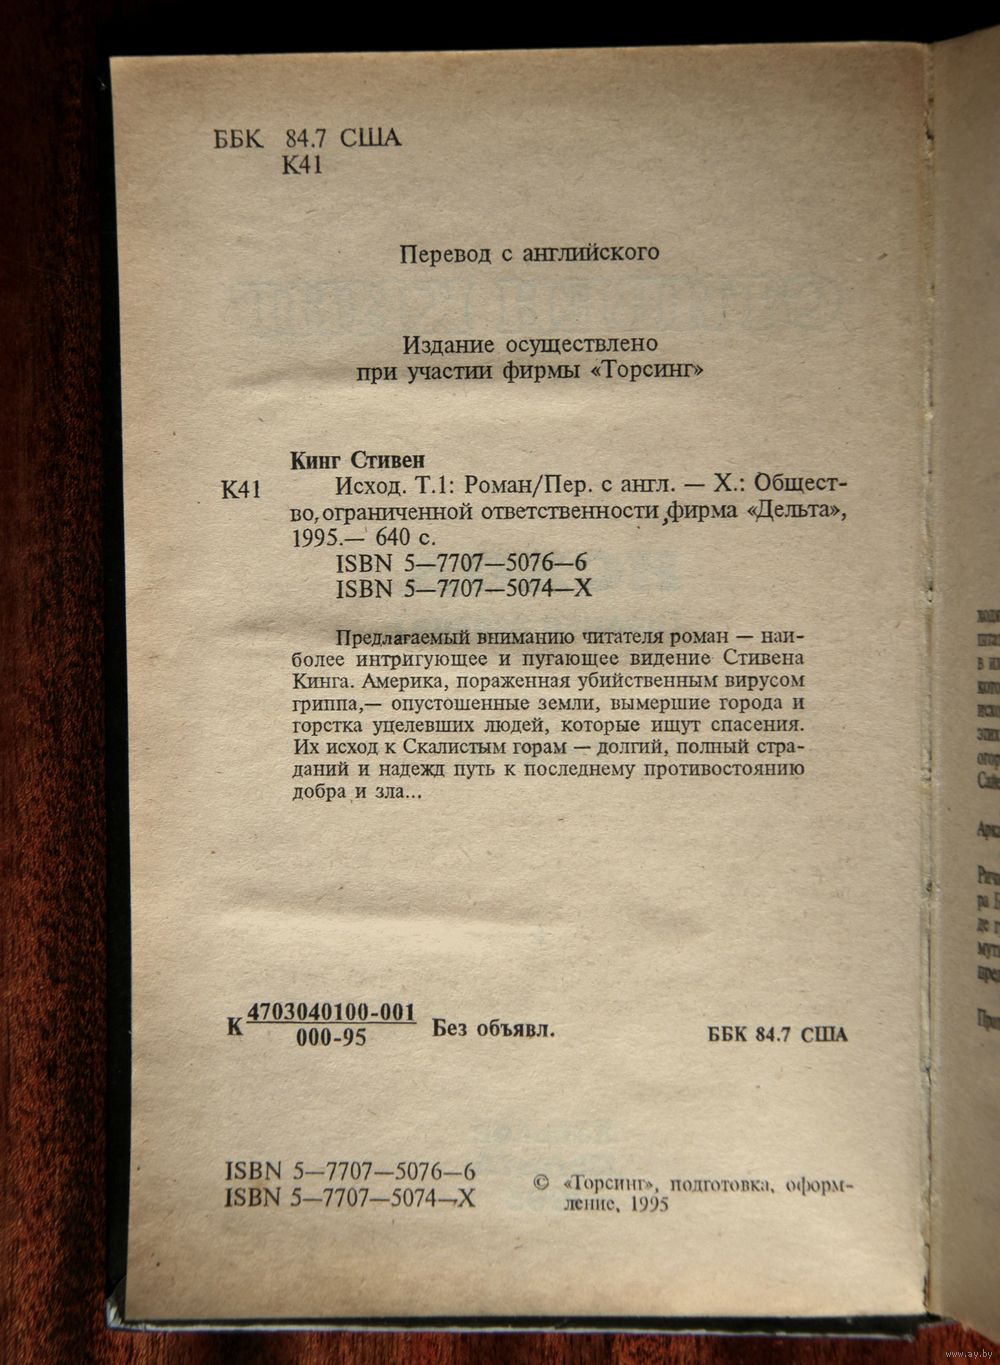 ББК 84.7 США
К41
Перевод с английского
Издание осуществлено
при участии фирмы «Торсинг»
Кинг Стивен
К41 Исход. Т.1: Роман/Пер. с англ. — Х.: Общест-
во, ограниченной ответственности, фирма «Дельта»,
1995.— 640 с.
ISBN 5—7707—5076—6
ISBN 5—7707—5074—X
Предлагаемый вниманию читателя роман — наи-
более интригующее и пугающее видение Стивена
Кинга. Америка, пораженная убийственным вирусом
гриппа,— опустошенные земли, вымершие города и
горстка уцелевших людей, которые ищут спасения.
Их исход к Скалистым горам — долгий, полный стра-
даний и надежд путь к последнему противостоянию
добра и зла...
К 4703040100-001
000-95
Без объявл.
ББК 84.7 США
ISBN 5—7707—5076—6
ISBN 5—7707—5074—X
© «Торсинг», подготовка, оформ-
ление, 1995
www.ay.by